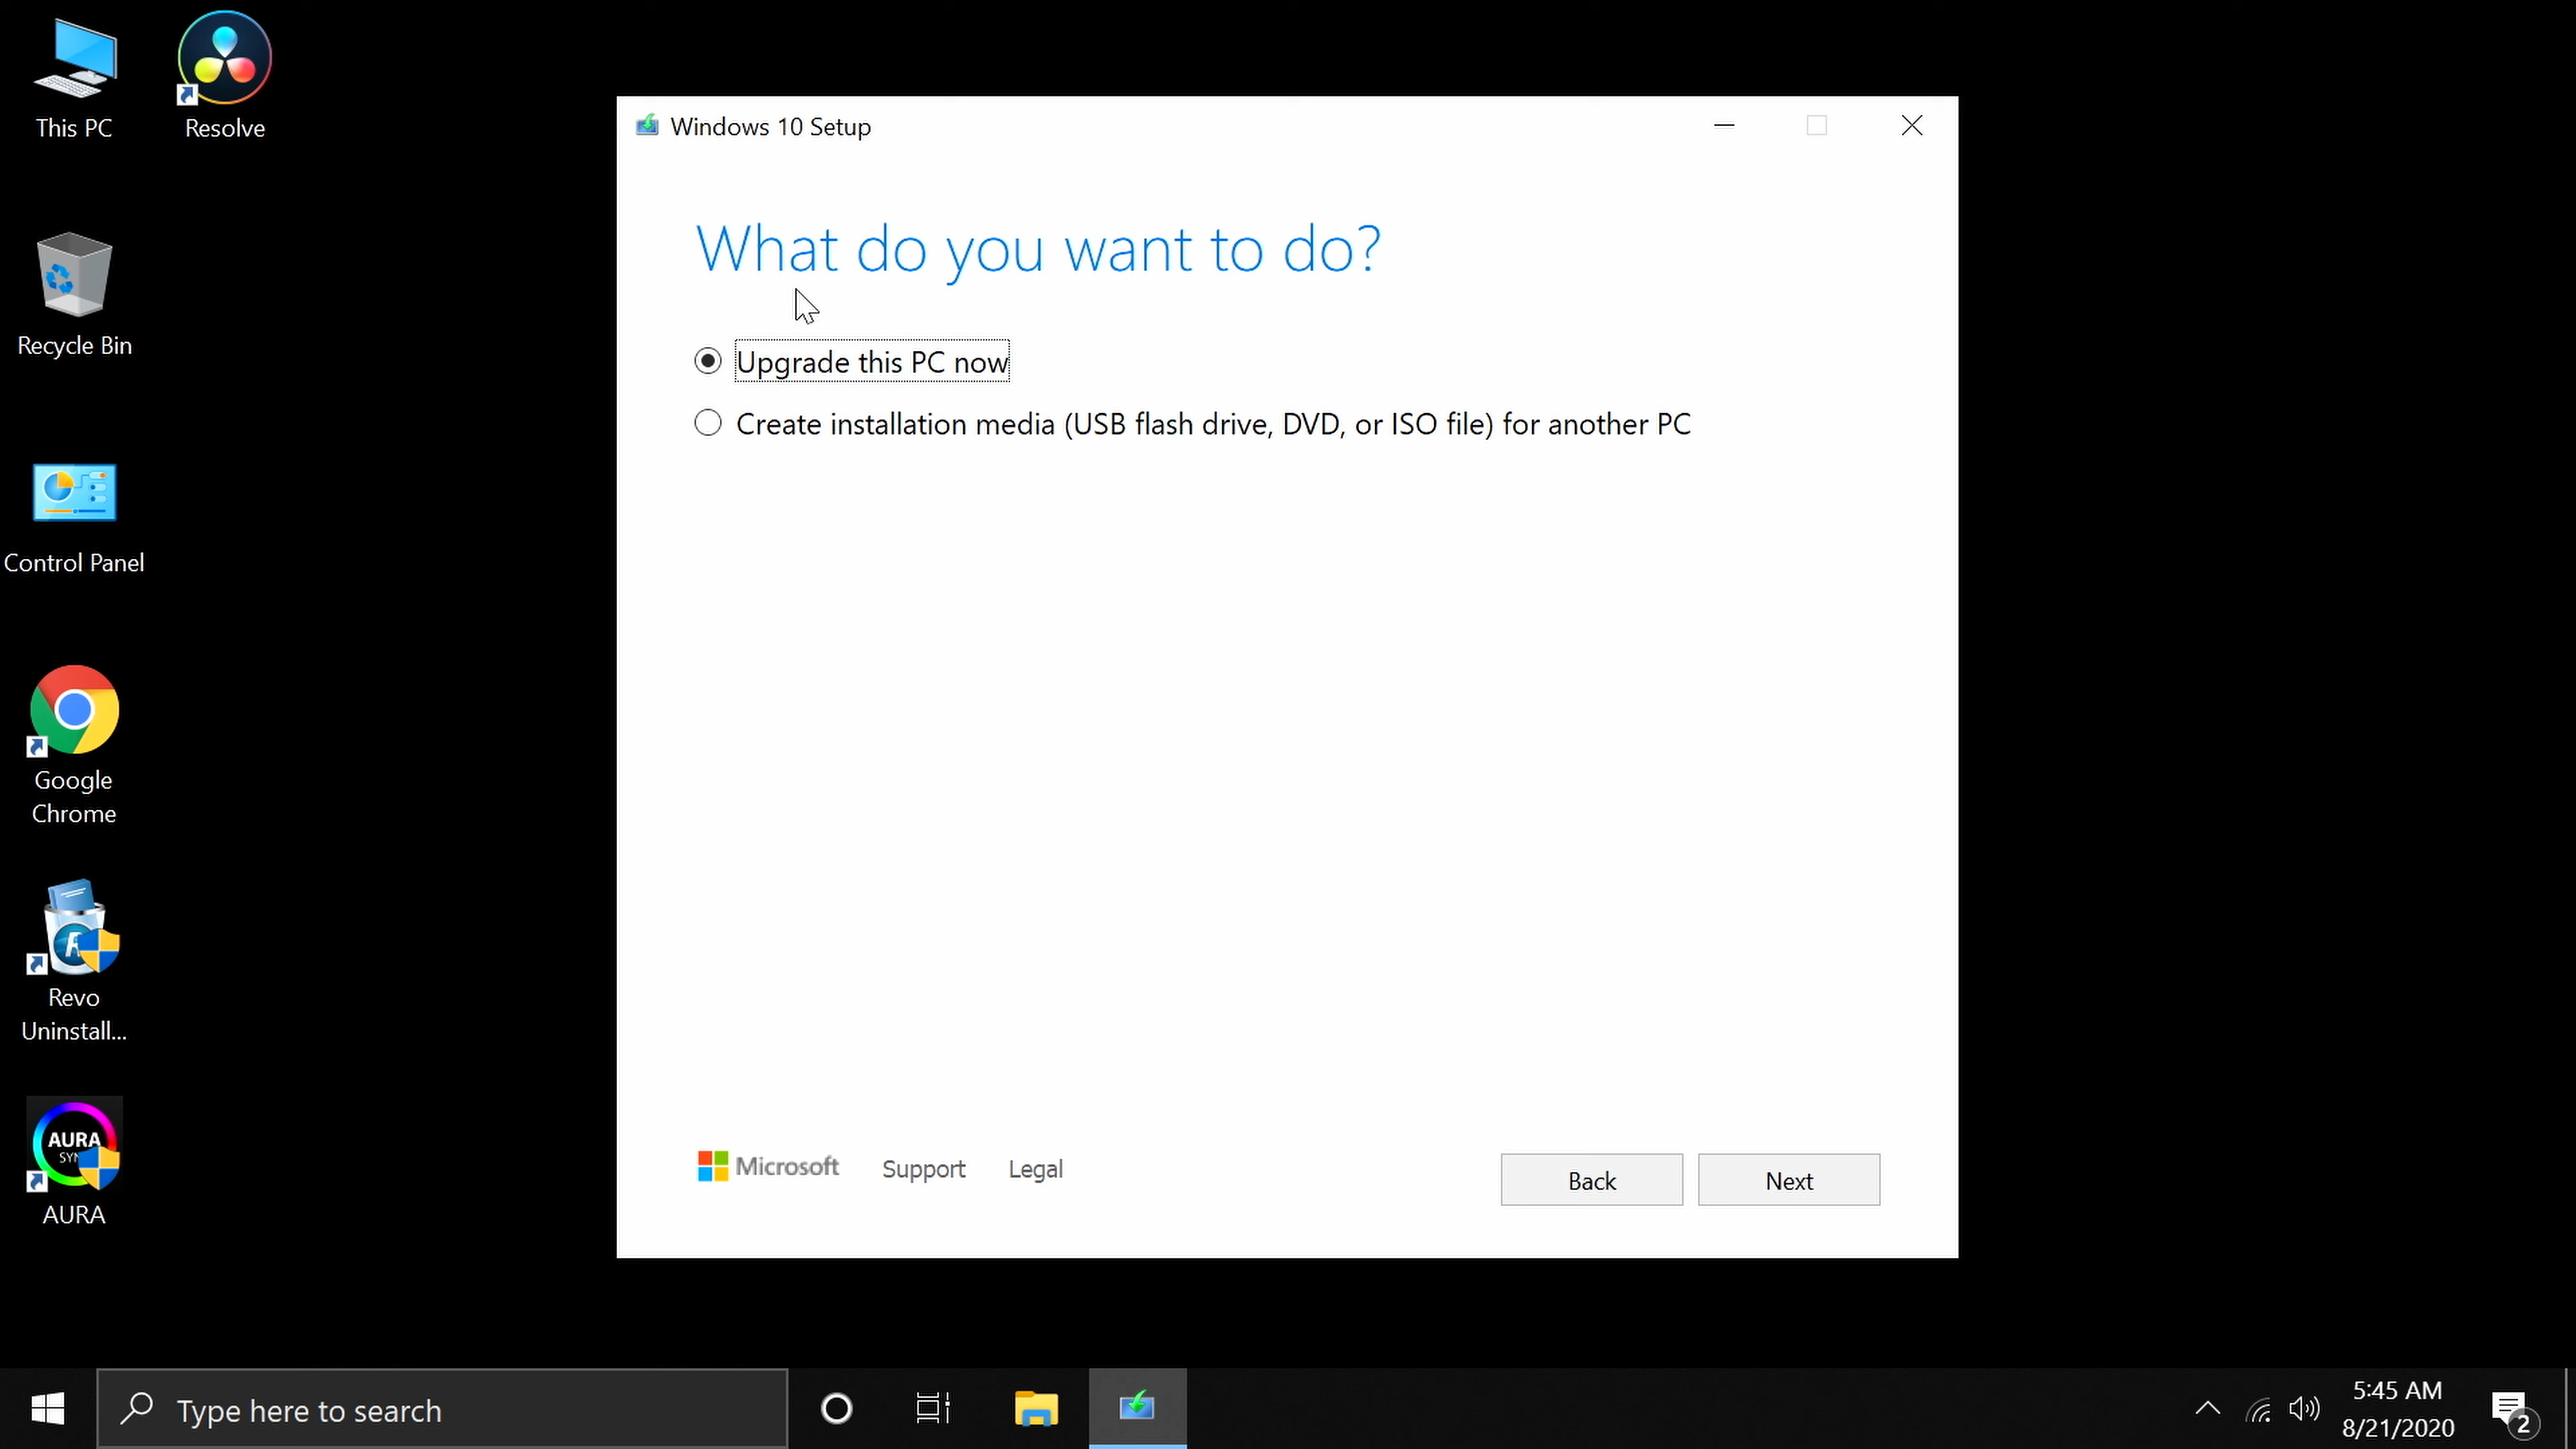 This PC
Resolve
Recycle Bin
Control Panel
Google
Chrome
Revo
Uninstall...
AURA
SYN
AURA
Windows 10 Setup
What do you want to do?
Upgrade this PC now
Create installation media (USB flash drive, DVD, or ISO file) for another PC
Microsoft
Support
Legal
Back
Next
Type here to search
5:45 AM
8/21/2020
2